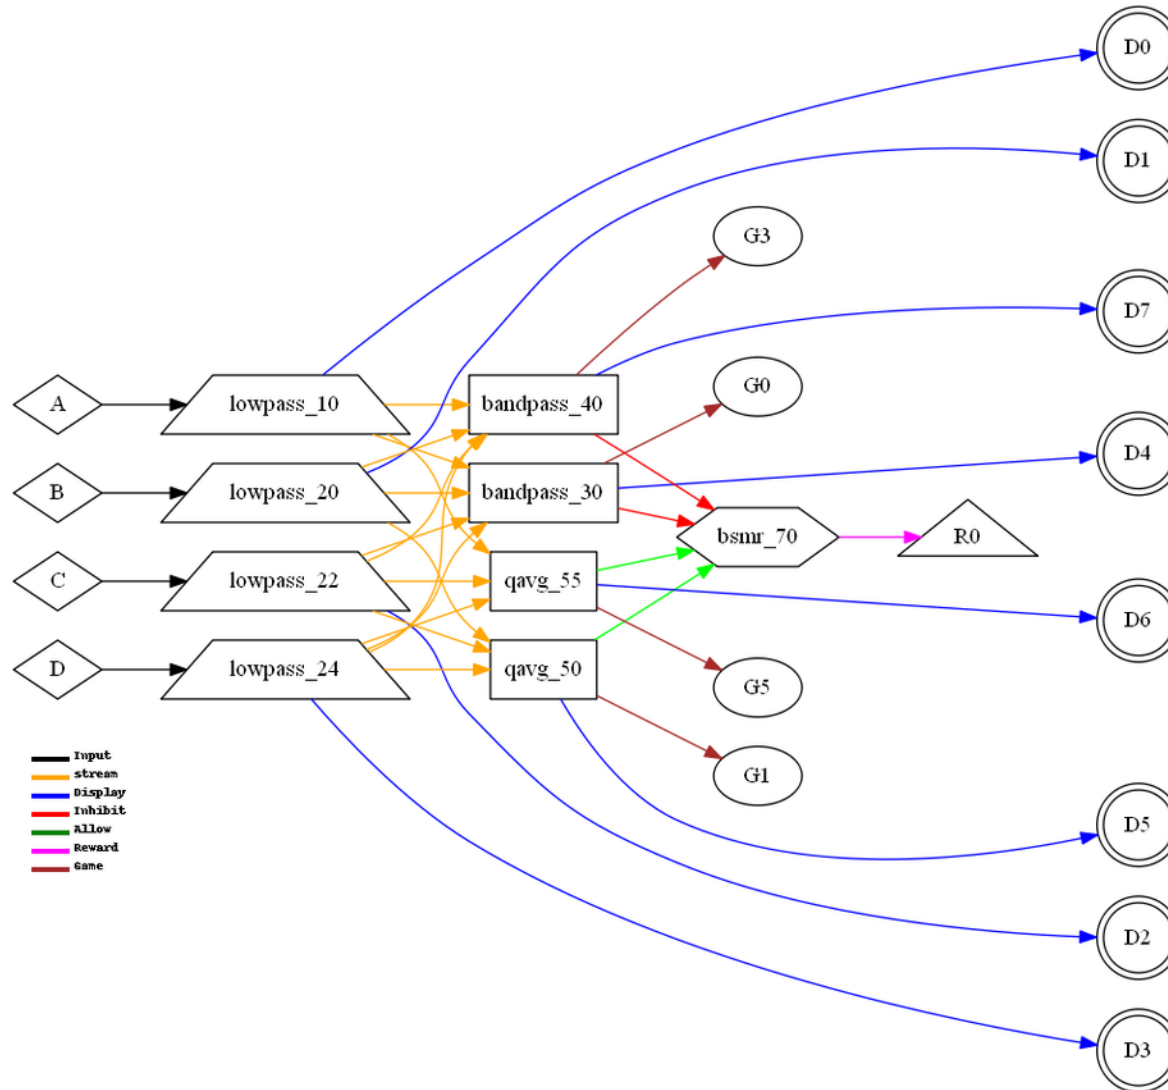 D0
D1
G3
D7
A
lowpass_10
bandpass_40
G0
D4
B
lowpass_20
bandpass_30
bsmr_70
R0
C
lowpass_22
qavg_55
D6
D
lowpass_24
qavg_50
G5
G1
Input
stream
Display
Inhibit
Allow
Reward
Game
D5
D2
D3